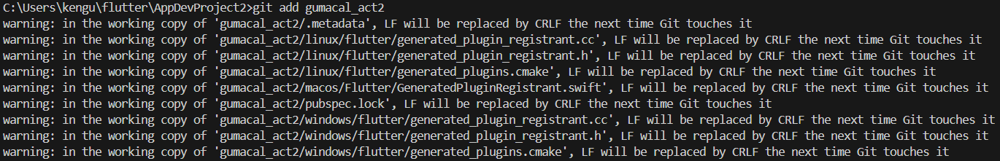 C:\Users\kengu\flutter\AppDevProject2>git add gumacal_act2
warning: in the working copy of 'gumacal_act2/.metadata', LF will be replaced by CRLF the next time Git touches it
warning: in the working copy of 'gumacal_act2/linux/flutter/generated_plugin_registrant.cc', LF will be replaced by CRLF the next time Git touches it
warning: in the working copy of 'gumacal_act2/linux/flutter/generated_plugin_registrant.h', LF will be replaced by CRLF the next time Git touches it
warning: in the working copy of 'gumacal_act2/linux/flutter/generated_plugins.cmake', LF will be replaced by CRLF the next time Git touches it
warning: in the working copy of 'gumacal_act2/macos/Flutter/GeneratedPluginRegistrant.swift', LF will be replaced by CRLF the next time Git touches it
warning: in the working copy of 'gumacal_act2/pubspec.lock', LF will be replaced by CRLF the next time Git touches it
warning: in the working copy of 'gumacal_act2/windows/flutter/generated_plugin_registrant.cc', LF will be replaced by CRLF the next time Git touches it
warning: in the working copy of 'gumacal_act2/windows/flutter/generated_plugin_registrant.h', LF will be replaced by CRLF the next time Git touches it
warning: in the working copy of 'gumacal_act2/windows/flutter/generated_plugins.cmake', LF will be replaced by CRLF the next time Git touches it